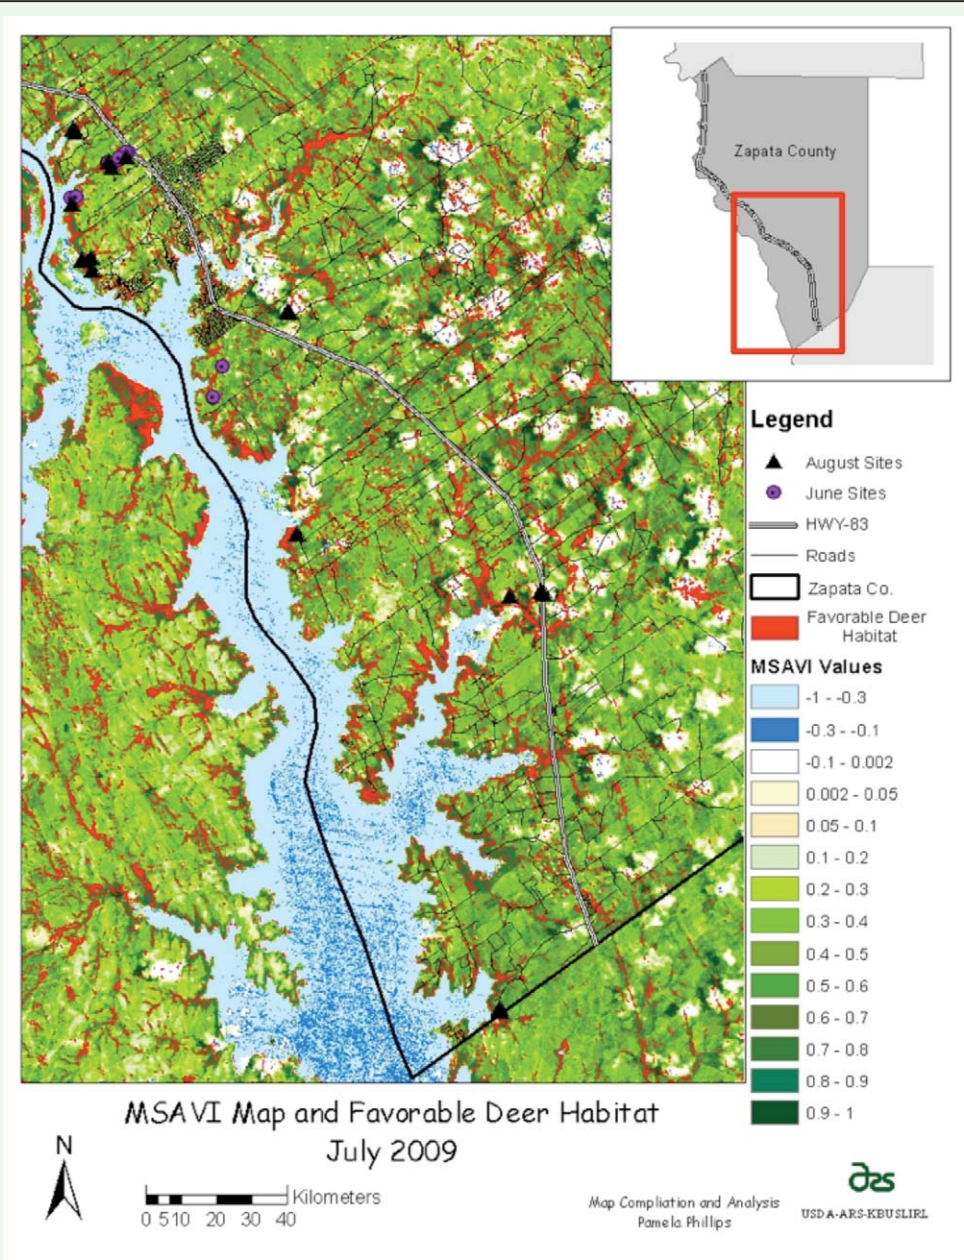 Zapata County
Legend
August Sites
June Sites
HWY-83
Roads
Zapata Co.
Favorable Deer
Habitat
MSAVI Values
-1 - -0.3
-0.3 - -0.1
-0.1 - 0.002
0.002 - 0.05
0.05 - 0.1
0.1 - 0.2
0.2 - 0.3
0.3 - 0.4
0.4 - 0.5
0.5 - 0.6
0.6 - 0.7
0.7 - 0.8
0.8 - 0.9
0.9 - 1
MSAVI Map and Favorable Deer Habitat
July 2009
N
Kilometers
0 5 10 20 30 40
Map Compliation and Analysis
Pamela Phillips
ars
USDA-ARS-KBUSLIRL